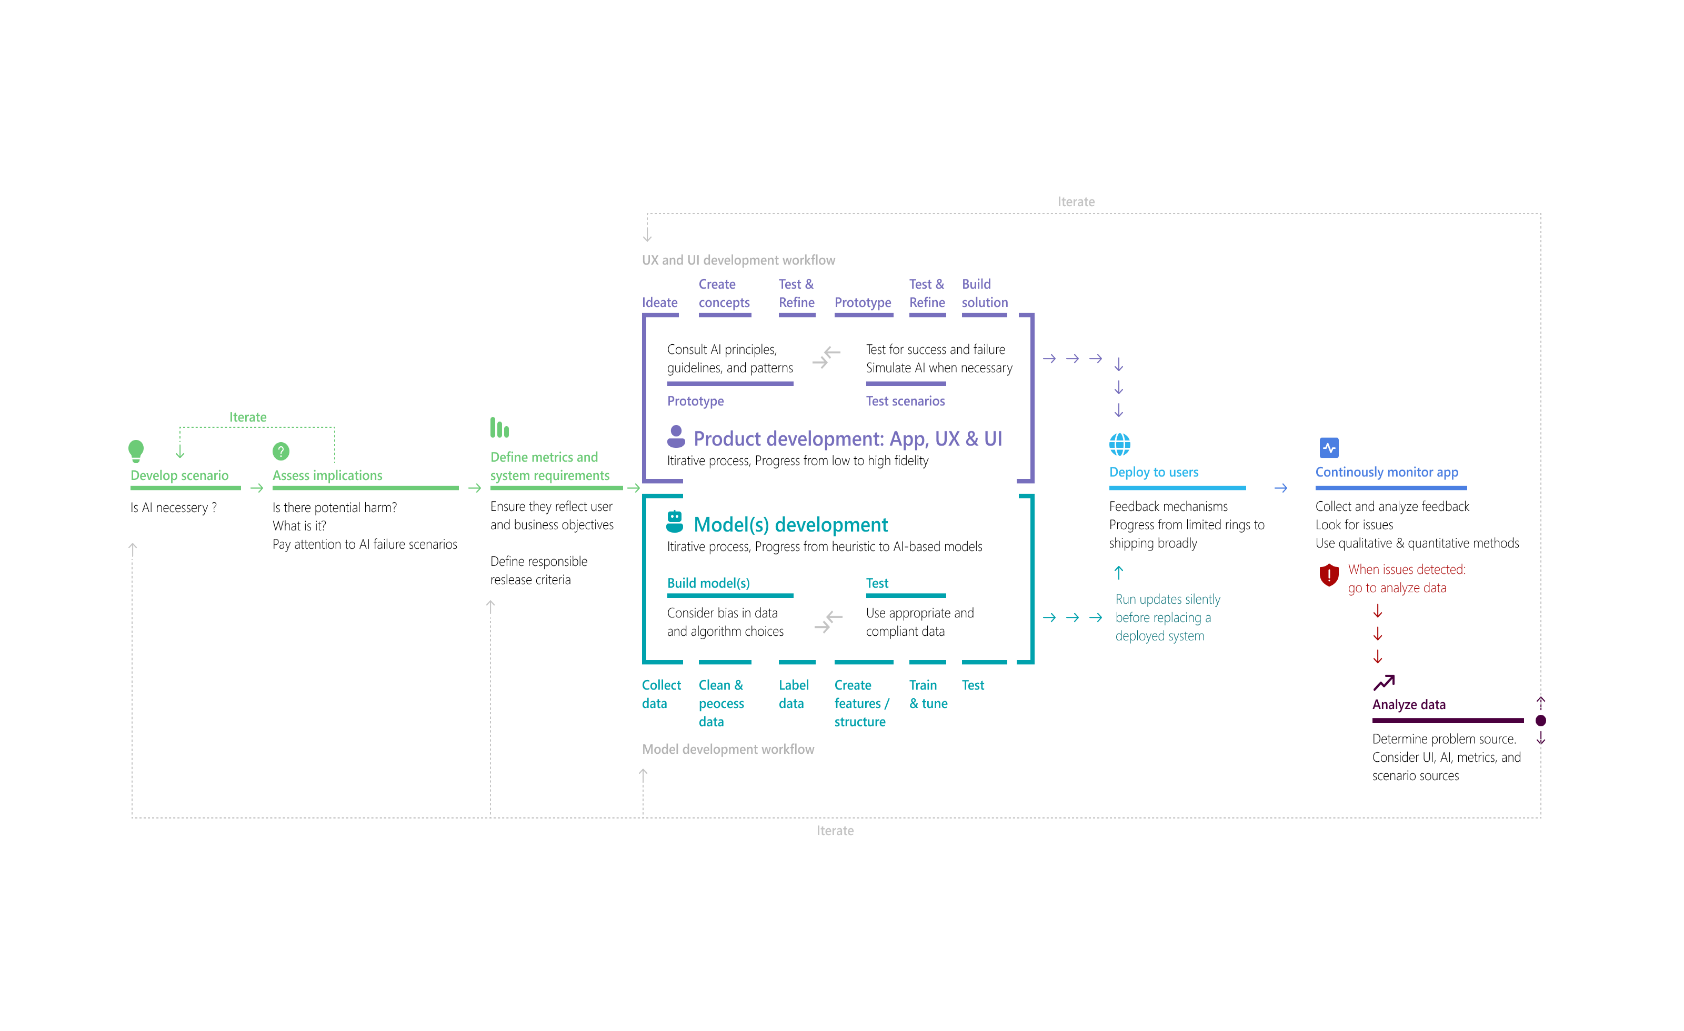 Iterate
UX and UI development workflow
Ideate
Create
concepts
Test &
Refine
Prototype
Test &
Refine
Build
solution
Consult AI principles,
guidelines, and patterns
Prototype
Test for success and failure
Simulate AI when necessary
Test scenarios
Product development: App, UX & UI
Itirative process, Progress from low to high fidelity
Iterate
Develop scenario
Is AI necessery ?
Assess implications
Is there potential harm?
What is it?
Pay attention to AI failure scenarios
Define metrics and
system requirements
Ensure they reflect user
and business objectives
Define responsible
reslease criteria
Model(s) development
Itirative process, Progress from heuristic to AI-based models
Build model(s)
Consider bias in data
and algorithm choices
Test
Use appropriate and
compliant data
Collect
data
Clean &
peocess
data
Label
data
Create
features /
structure
Train
& tune
Test
Model development workflow
Deploy to users
Feedback mechanisms
Progress from limited rings to
shipping broadly
Run updates silently
before replacing a
deployed system
Continously monitor app
Collect and analyze feedback
Look for issues
Use qualitative & quantitative methods
When issues detected:
go to analyze data
Analyze data
Determine problem source.
Consider UI, AI, metrics, and
scenario sources
Iterate